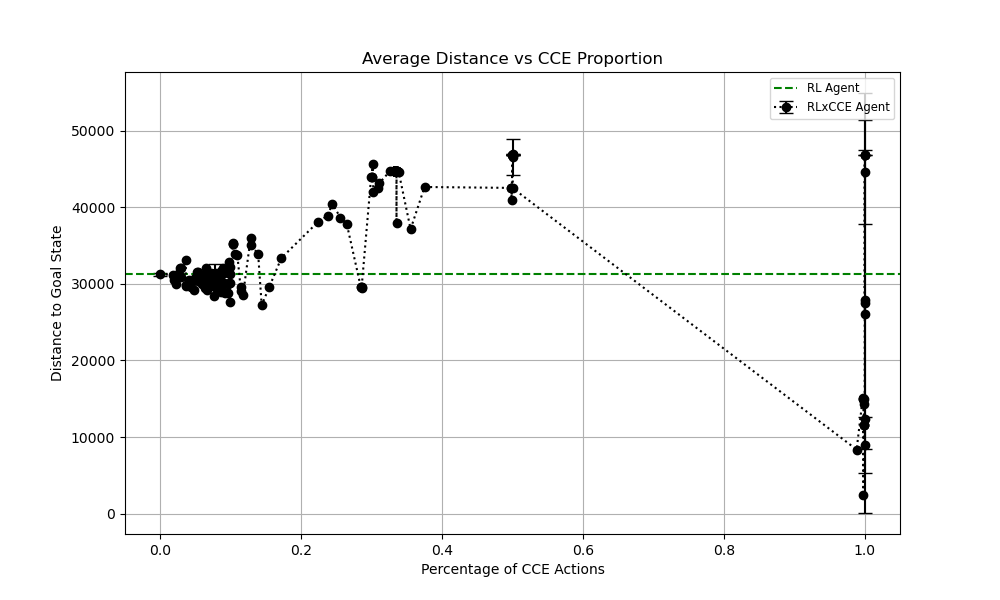 Average Distance vs CCE Proportion
RL Agent
RLxCCE Agent
Distance to Goal State
50000
40000
30000
20000
10000
0
0.0 0.2 0.4 0.6 0.8 1.0
Percentage of CCE Actions